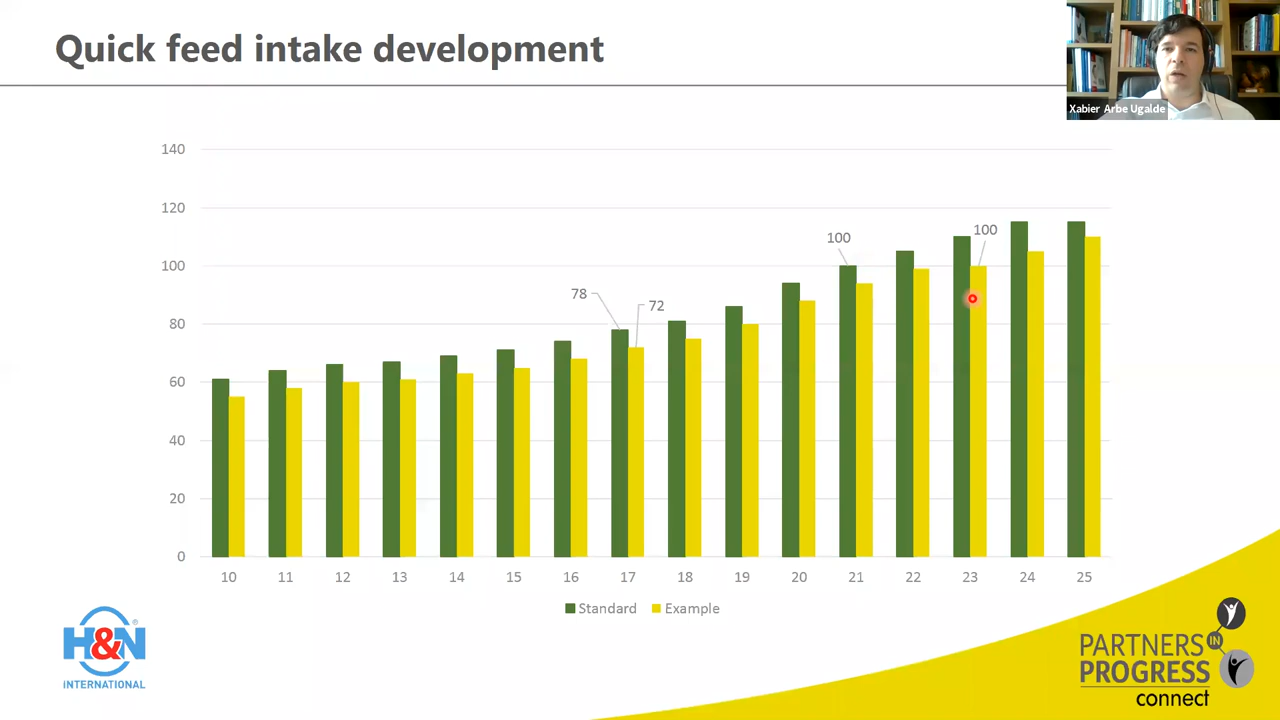 Quick feed intake development
Xabier Arbe Ugalde
140
120
100
80
60
40
20
0
78
72
100
100
10 11 12 13 14 15 16 17 18 19 20 21 22 23 24 25
Standard Example
H&N®
INTERNATIONAL
PARTNERS IN
PROGRESS
connect